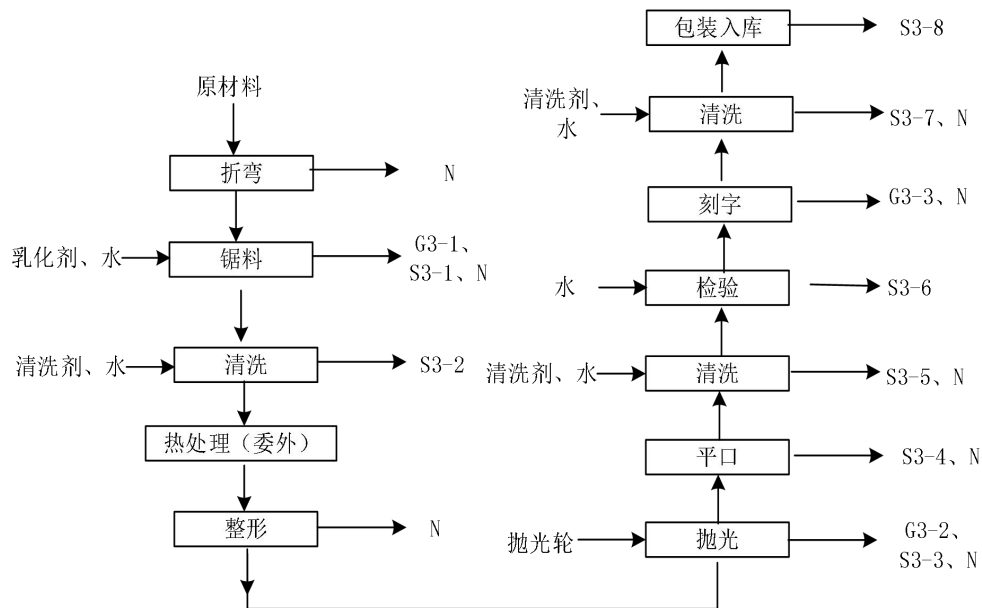 原材料
折弯
N
乳化剂、水
锯料
G3-1、
S3-1、N
清洗剂、水
清洗
S3-2
热处理（委外）
整形
N
包装入库
S3-8
清洗剂、
水
清洗
S3-7、N
刻字
G3-3、N
水
检验
S3-6
清洗剂、水
清洗
S3-5、N
平口
S3-4、N
抛光轮
抛光
G3-2、
S3-3、N